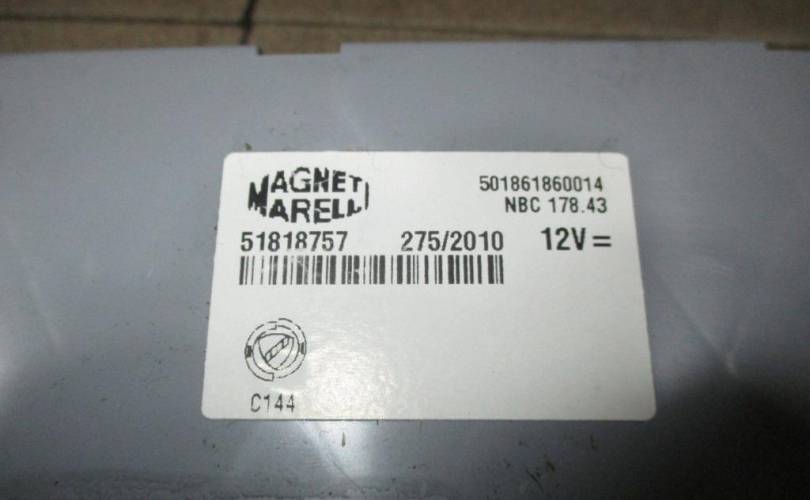 MAGNETI
MARELLI
501861860014
NBC 178.43
51818757 275/2010 12V=
C144